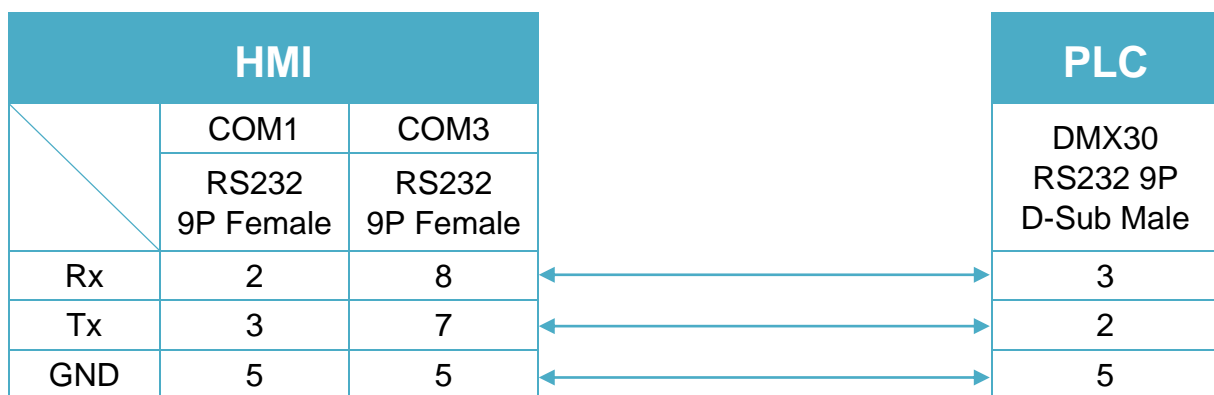 HMI
PLC
COM1 COM3
DMX30
RS232 9P
D-Sub Male
RS232
9P Female
RS232
9P Female
Rx 2 8 3
Tx 3 7 2
GND 5 5 5